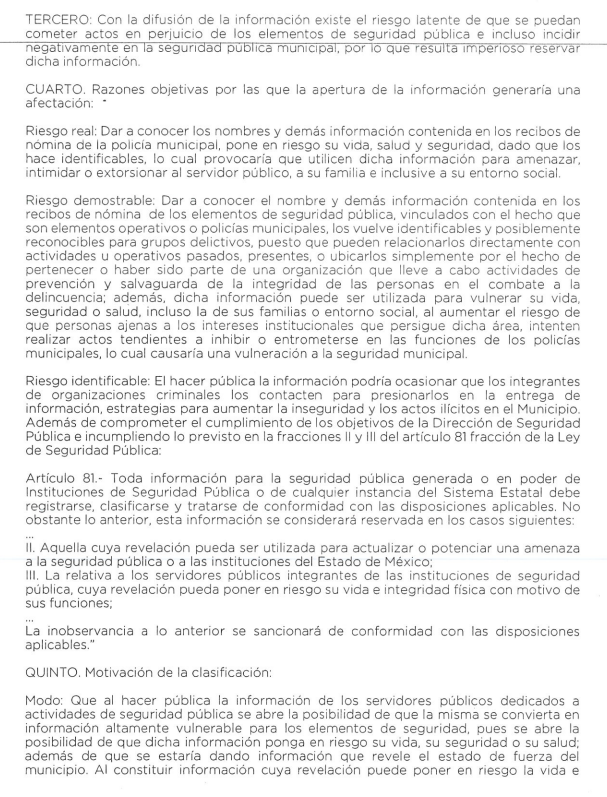 TERCERO: Con la difusión de la información existe el riesgo latente de que se puedan
cometer actos en perjuicio de los elementos de seguridad pública e incluso incidir
negativamente en la seguridad pública municipal, por lo que resulta imperioso reservar
dicha información.
CUARTO. Razones objetivas por las que la apertura de la información generaría una
afectación:
Riesgo real: Dar a conocer los nombres y demás información contenida en los recibos de
nómina de la policía municipal, pone en riesgo su vida, salud y seguridad, dado que los
hace identificables, lo cual provocaría que utilicen dicha información para amenazar,
intimidar o extorsionar al servidor público, a su familia e inclusive a su entorno social.
Riesgo demostrable: Dar a conocer el nombre y demás información contenida en los
recibos de nómina de los elementos de seguridad pública, vinculados con el hecho que
son elementos operativos o policías municipales, los vuelve identificables y posiblemente
reconocibles para grupos delictivos, puesto que pueden relacionarlos directamente con
actividades u operativos pasados, presentes, o ubicarlos simplemente por el hecho de
pertenecer o haber sido parte de una organización que lleve a cabo actividades de
prevención y salvaguarda de la integridad de las personas en el combate a la
delincuencia; además, dicha información puede ser utilizada para vulnerar su vida,
seguridad o salud, incluso la de sus familias o entorno social, al aumentar el riesgo de
que personas ajenas a los intereses institucionales que persigue dicha área, intenten
realizar actos tendientes a inhibir o entrometerse en las funciones de los policías
municipales, lo cual causaría una vulneración a la seguridad municipal.
Riesgo identificable: El hacer pública la información podría ocasionar que los integrantes
de organizaciones criminales los contacten para presionarlos en la entrega de
información, estrategias para aumentar la inseguridad y los actos ilícitos en el Municipio.
Además de comprometer el cumplimiento de los objetivos de la Dirección de Seguridad
Pública e incumpliendo lo previsto en la fracciones II y III del artículo 81 fracción de la Ley
de Seguridad Pública:
Artículo 81.- Toda información para la seguridad pública generada o en poder de
Instituciones de Seguridad Pública o de cualquier instancia del Sistema Estatal debe
registrarse, clasificarse y tratarse de conformidad con las disposiciones aplicables. No
obstante lo anterior, esta información se considerará reservada en los casos siguientes:
...
II. Aquella cuya revelación pueda ser utilizada para actualizar o potenciar una amenaza
a la seguridad pública o a las instituciones del Estado de México;
III. La relativa a los servidores públicos integrantes de las instituciones de seguridad
pública, cuya revelación pueda poner en riesgo su vida e integridad física con motivo de
sus funciones;
...
La inobservancia a lo anterior se sancionará de conformidad con las disposiciones
aplicables."
QUINTO. Motivación de la clasificación:
Modo: Que al hacer pública la información de los servidores públicos dedicados a
actividades de seguridad pública se abre la posibilidad de que la misma se convierta en
información altamente vulnerable para los elementos de seguridad, pues se abre la
posibilidad de que dicha información ponga en riesgo su vida, su seguridad o su salud;
además de que se estaría dando información que revele el estado de fuerza del
municipio. Al constituir información cuya revelación puede poner en riesgo la vida e